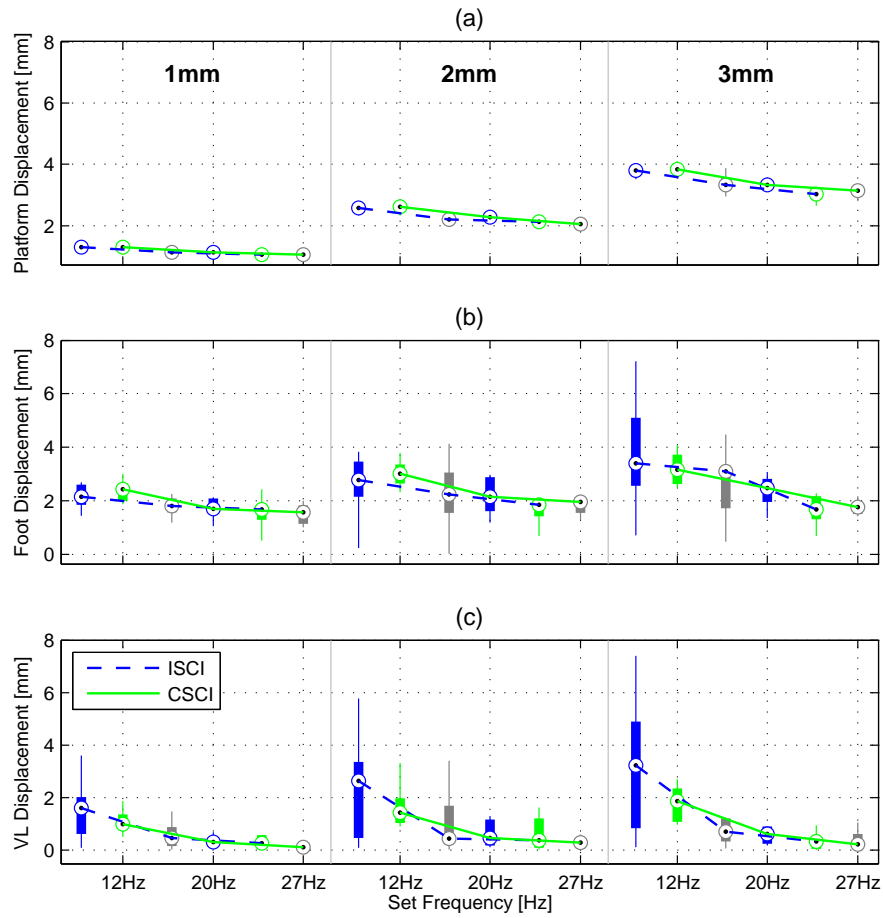 (a)
8
6
4
2
Platform Displacement [mm]
1mm
2mm
3mm
(b)
8
6
4
2
0
Foot Displacement [mm]
(c)
8
6
4
2
0
VL Displacement [mm]
ISCI
CSCI
12Hz 20Hz 27Hz 12Hz 20Hz 27Hz 12Hz 20Hz 27Hz
Set Frequency [Hz]